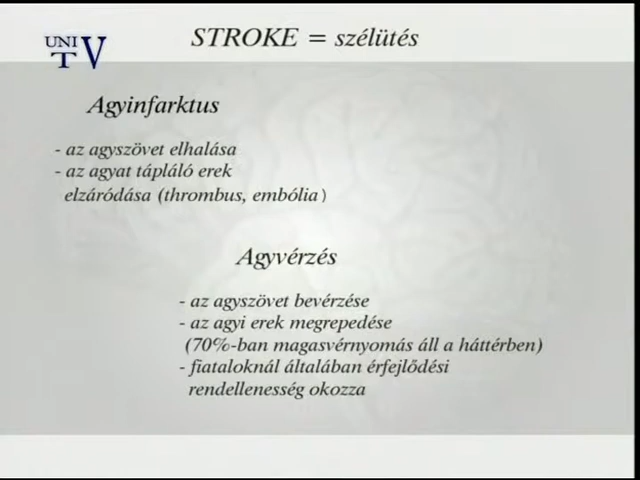 UNI
TV
STROKE = szélütés
Agyinfarktus
- az agyszövet elhalása
- az agyat tápláló erek
elzáródása (thrombus, embólia)
Agyvérzés
- az agyszövet bevérzése
- az agyi erek megrepedése
(70%-ban magasvérnyomás áll a háttérben)
- fiataloknál általában érfejlődési
rendellenesség okozza